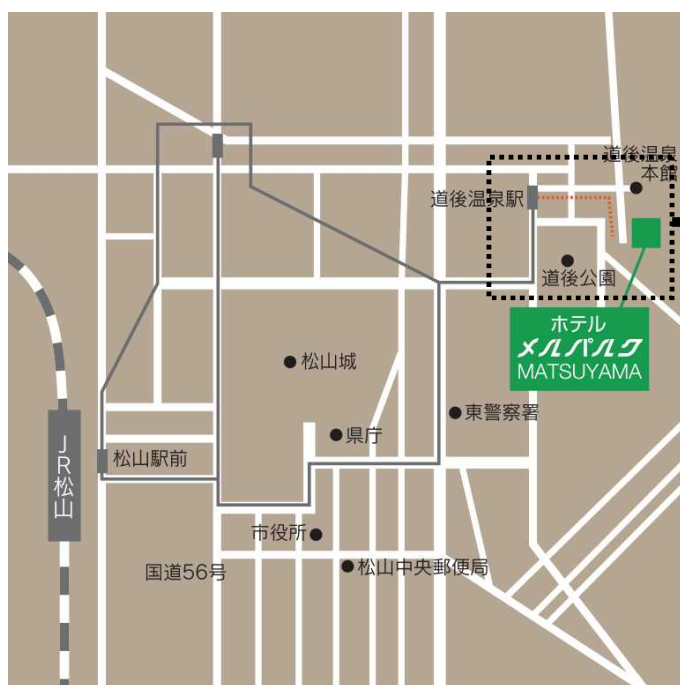 道後温泉
本館
道後温泉駅
道後公園
ホテル
メルパルク
MATSUYAMA
松山城
東警察署
県庁
松山駅前
JR松山
市役所
松山中央郵便局
国道56号